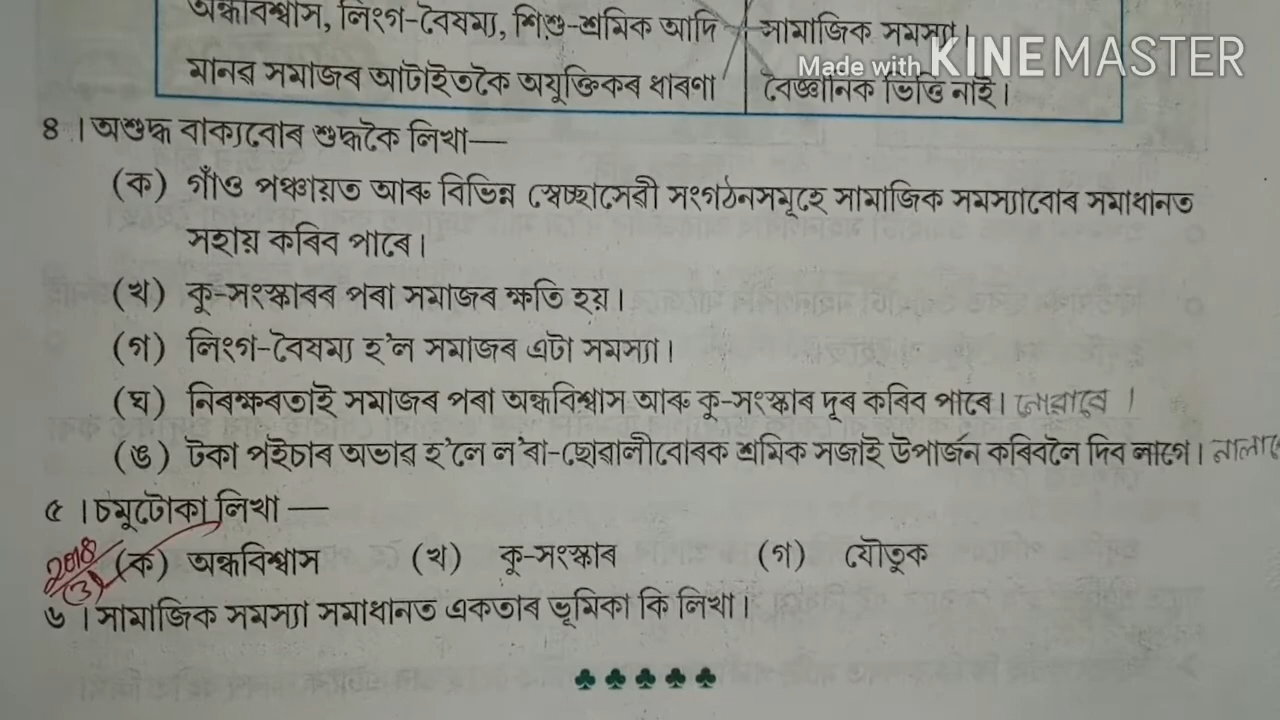 অন্ধবিশ্বাস, লিংগ-বৈষম্য, শিশু-শ্ৰমিক আদি সামাজিক সমস্যা।
Made with KINEMASTER
মানৱ সমাজৰ আটাইতকৈ অযুক্তিকৰ ধাৰণা বৈজ্ঞানিক ভিত্তি নাই।
৪। অশুদ্ধ বাক্যবোৰ শুদ্ধকৈ লিখা—
(ক) গাঁও পঞ্চায়ত আৰু বিভিন্ন স্বেচ্ছাসেৱী সংগঠনসমূহে সামাজিক সমস্যাবোৰ সমাধানত
সহায় কৰিব পাৰে।
(খ) কু-সংস্কাৰৰ পৰা সমাজৰ ক্ষতি হয়।
(গ) লিংগ-বৈষম্য হ'ল সমাজৰ এটা সমস্যা।
(ঘ) নিৰক্ষৰতাই সমাজৰ পৰা অন্ধবিশ্বাস আৰু কু-সংস্কাৰ দূৰ কৰিব পাৰে। নোৱাৰে।
(ঙ) টকা পইচাৰ অভাৱ হ'লে ল'ৰা-ছোৱালীবোৰক শ্ৰমিক সজাই উপাৰ্জন কৰিবলৈ দিব লাগে।
৫। চমুটোকা লিখা —
2018 (3) (ক) অন্ধবিশ্বাস (খ) কু-সংস্কাৰ (গ) যৌতুক
৬। সামাজিক সমস্যা সমাধানত একতাৰ ভূমিকা কি লিখা।